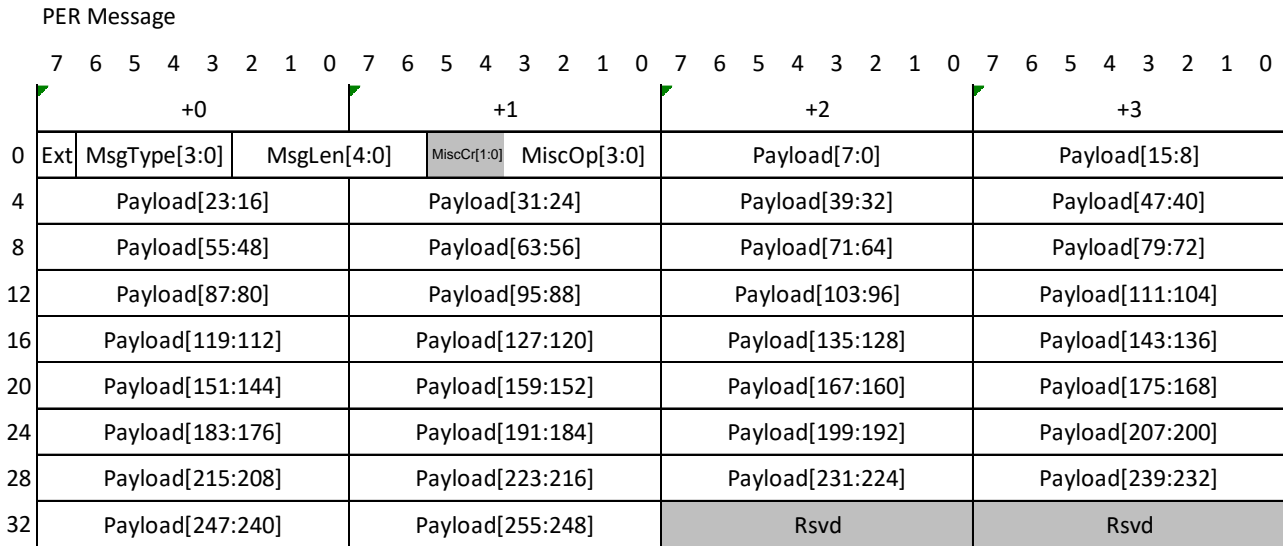 PER Message
7 6 5 4 3 2 1 0 7 6 5 4 3 2 1 0 7 6 5 4 3 2 1 0 7 6 5 4 3 2 1 0
+0 +1 +2 +3
0 Ext MsgType[3:0] MsgLen[4:0] MiscCr[1:0] MiscOp[3:0] Payload[7:0] Payload[15:8]
4 Payload[23:16] Payload[31:24] Payload[39:32] Payload[47:40]
8 Payload[55:48] Payload[63:56] Payload[71:64] Payload[79:72]
12 Payload[87:80] Payload[95:88] Payload[103:96] Payload[111:104]
16 Payload[119:112] Payload[127:120] Payload[135:128] Payload[143:136]
20 Payload[151:144] Payload[159:152] Payload[167:160] Payload[175:168]
24 Payload[183:176] Payload[191:184] Payload[199:192] Payload[207:200]
28 Payload[215:208] Payload[223:216] Payload[231:224] Payload[239:232]
32 Payload[247:240] Payload[255:248] Rsvd Rsvd